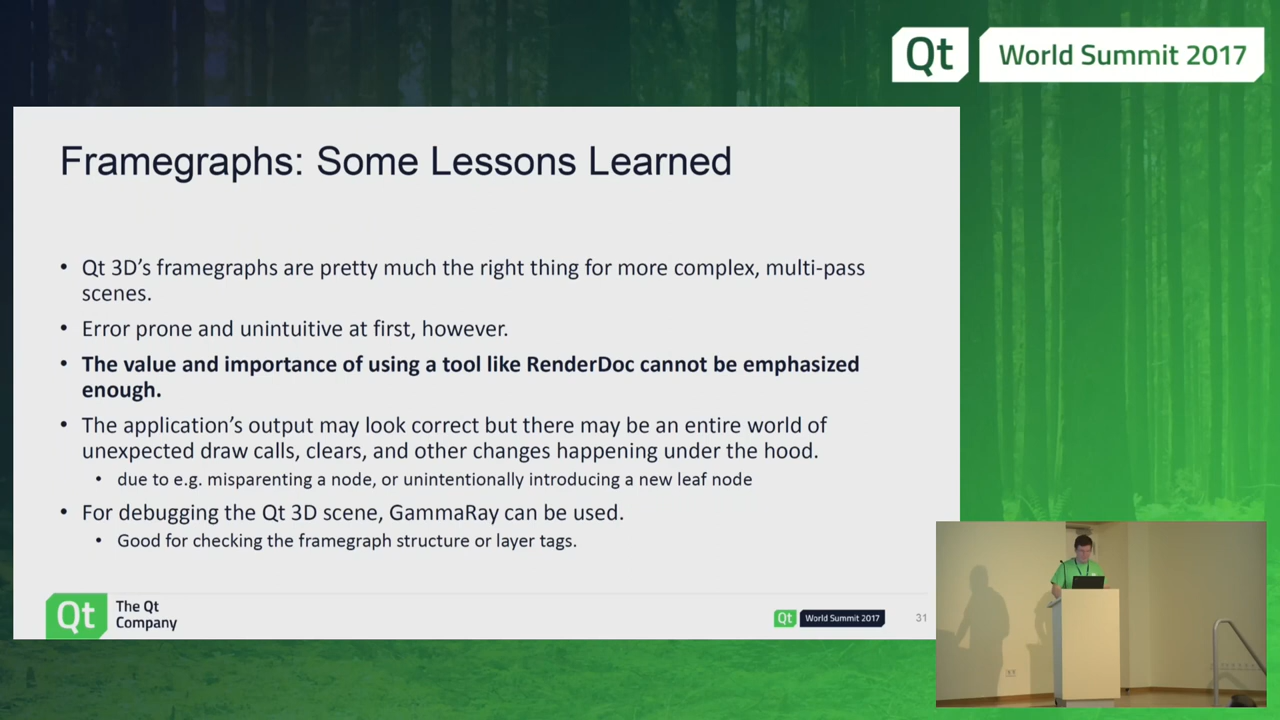 Qt World Summit 2017
Framegraphs: Some Lessons Learned
• Qt 3D’s framegraphs are pretty much the right thing for more complex, multi-pass
scenes.
• Error prone and unintuitive at first, however.
• The value and importance of using a tool like RenderDoc cannot be emphasized
enough.
• The application’s output may look correct but there may be an entire world of
unexpected draw calls, clears, and other changes happening under the hood.
• due to e.g. misparenting a node, or unintentionally introducing a new leaf node
• For debugging the Qt 3D scene, GammaRay can be used.
• Good for checking the framegraph structure or layer tags.
Qt The Qt
Company
Qt World Summit 2017 31